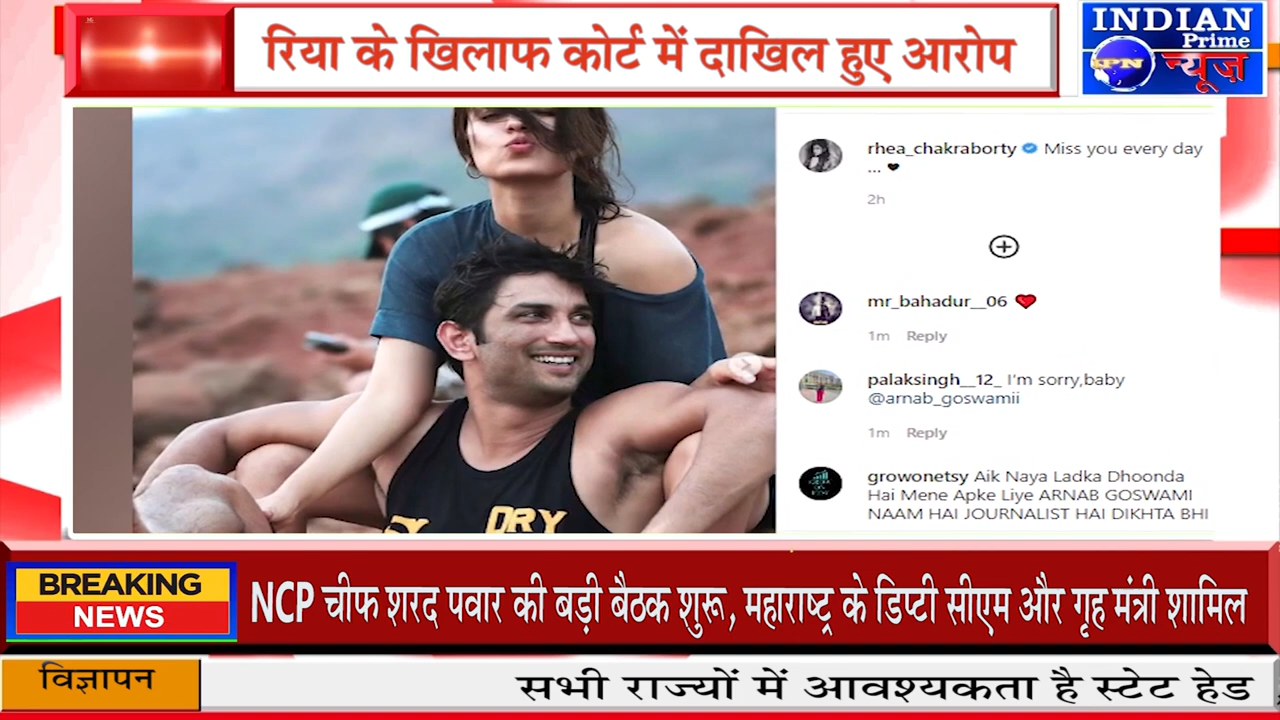 रिया के खिलाफ कोर्ट में दाखिल हुए आरोप
INDIAN
Prime
IPN न्यूज़
rhea_chakraborty Miss you every day
... 🖤
2h
mr_bahadur__06 ❤️
1m Reply
palaksingh__12_ I'm sorry,baby
@arnab_goswamii
1m Reply
growonetsy Aik Naya Ladka Dhoonda
Hai Mene Apke Liye ARNAB GOSWAMI
NAAM HAI JOURNALIST HAI DIKHTA BHI
DRY
BREAKING
NEWS
NCP चीफ शरद पवार की बड़ी बैठक शुरू, महाराष्ट्र के डिप्टी सीएम और गृह मंत्री शामिल
विज्ञापन
सभी राज्यों में आवश्यकता है स्टेट हेड